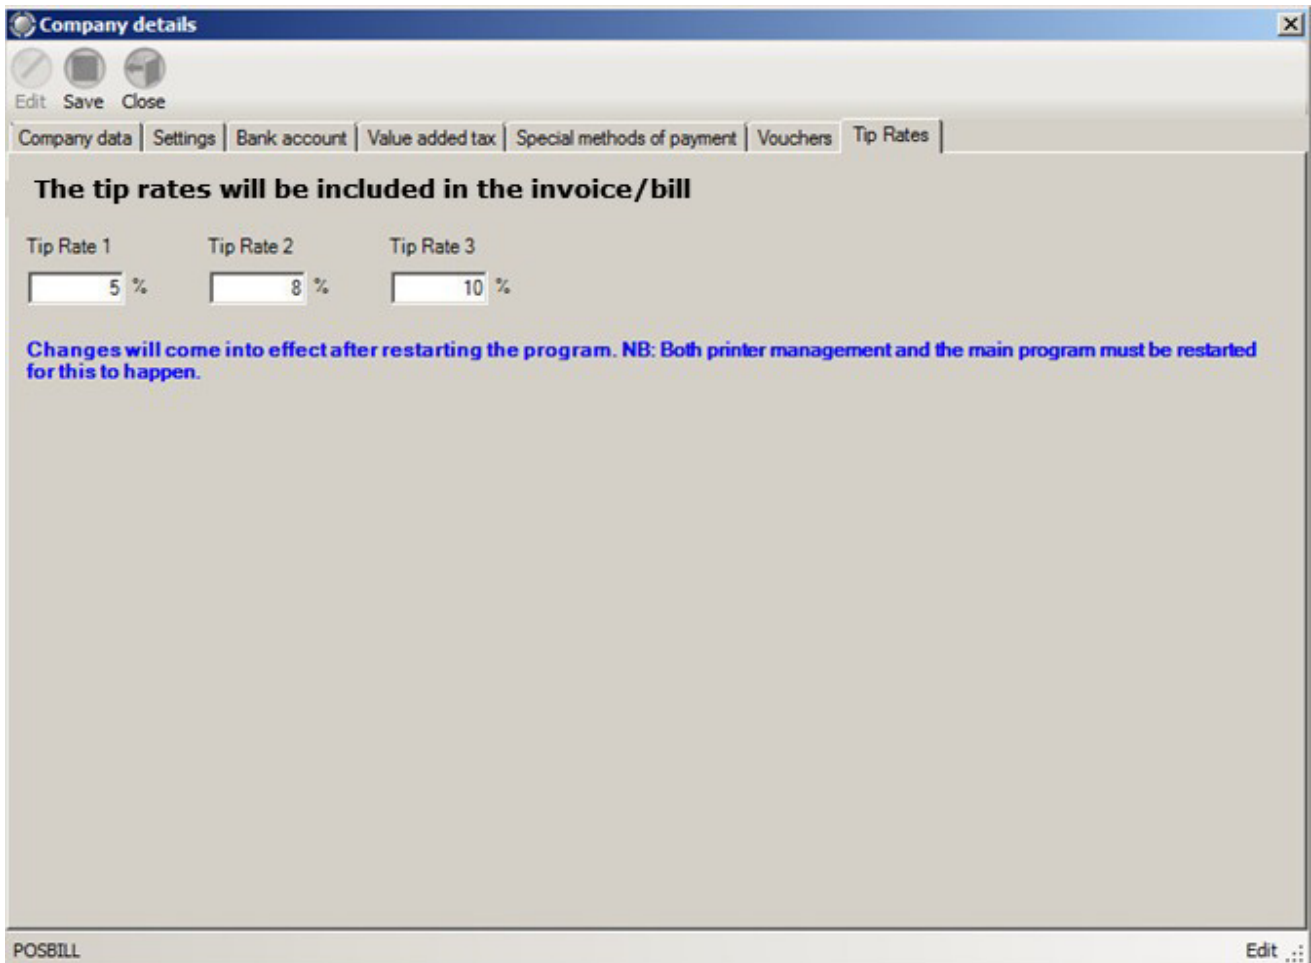 Company details
Edit Save Close
Company data Settings Bank account Value added tax Special methods of payment Vouchers Tip Rates
The tip rates will be included in the invoice/bill
Tip Rate 1 Tip Rate 2 Tip Rate 3
5 % 8 % 10 %
Changes will come into effect after restarting the program. NB: Both printer management and the main program must be restarted
for this to happen.
POSBILL Edit